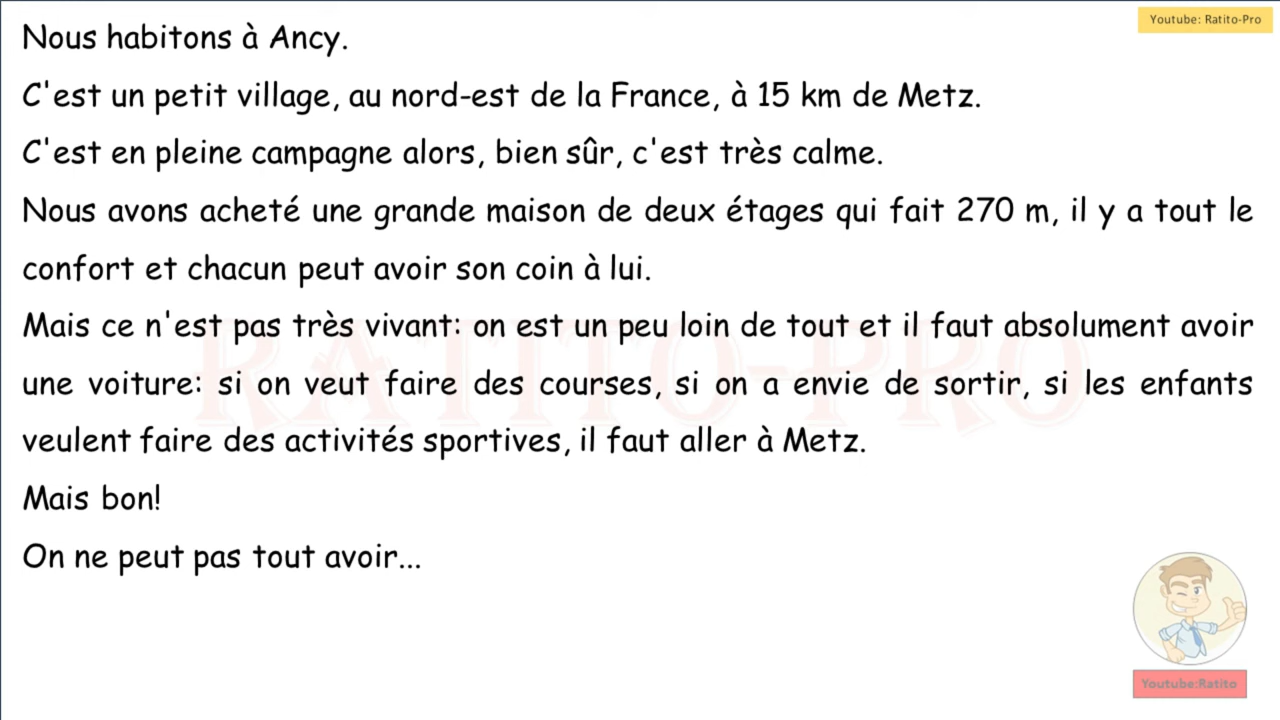 Youtube: Ratito-Pro
Nous habitons à Ancy.
C'est un petit village, au nord-est de la France, à 15 km de Metz.
C'est en pleine campagne alors, bien sûr, c'est très calme.
Nous avons acheté une grande maison de deux étages qui fait 270 m, il y a tout le
confort et chacun peut avoir son coin à lui.
Mais ce n'est pas très vivant: on est un peu loin de tout et il faut absolument avoir
une voiture: si on veut faire des courses, si on a envie de sortir, si les enfants
veulent faire des activités sportives, il faut aller à Metz.
Mais bon!
On ne peut pas tout avoir...
RATITO-PRO
Youtube:Ratito